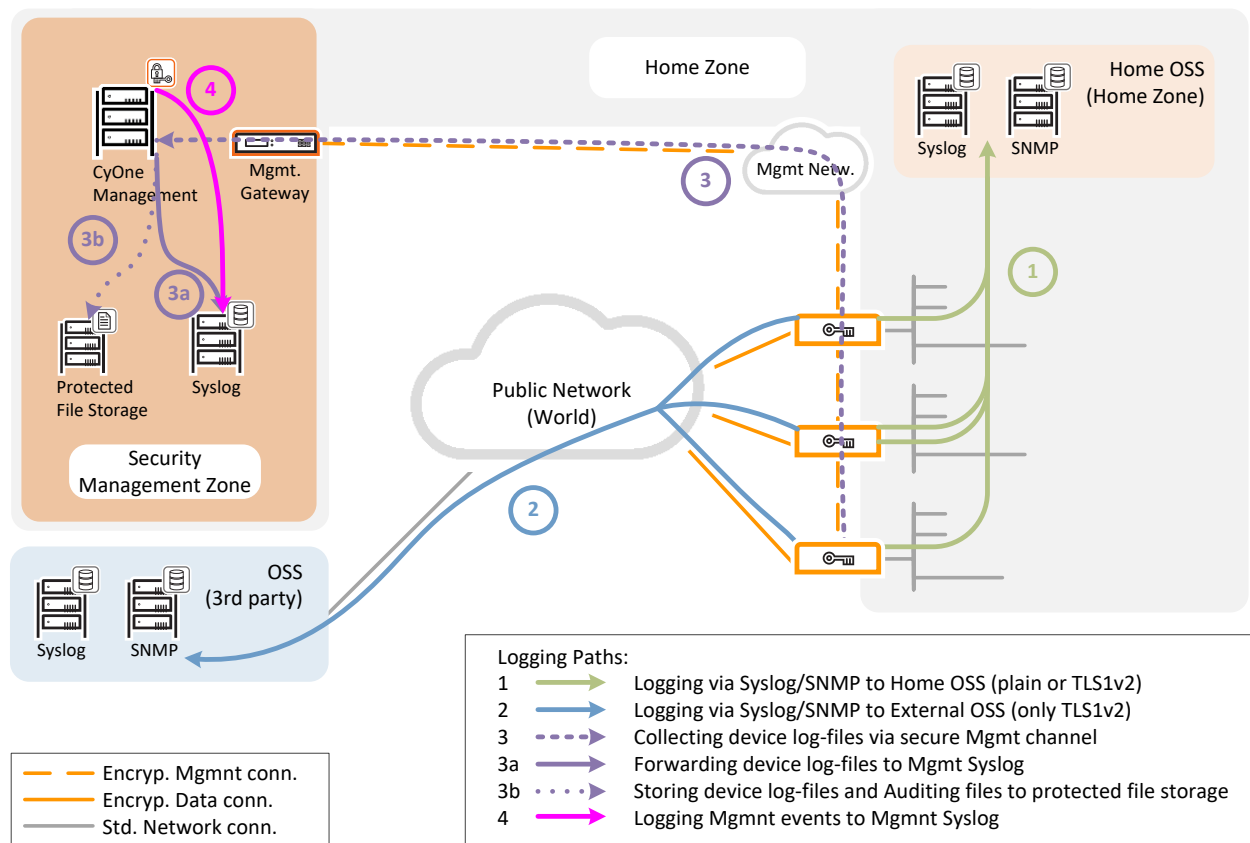 4
Home Zone
Home OSS
(Home Zone)
Syslog
SNMP
CyOne
Management
Mgmt.
Gateway
Mgmt Netw.
3
3b
3a
1
Protected
File Storage
Syslog
Public Network
(World)
Security
Management Zone
2
OSS
(3rd party)
Syslog
SNMP
Logging Paths:
1 Logging via Syslog/SNMP to Home OSS (plain or TLS1v2)
2 Logging via Syslog/SNMP to External OSS (only TLS1v2)
3 Collecting device log-files via secure Mgmt channel
3a Forwarding device log-files to Mgmt Syslog
3b Storing device log-files and Auditing files to protected file storage
4 Logging Mgmnt events to Mgmnt Syslog
Encryp. Mgmnt conn.
Encryp. Data conn.
Std. Network conn.